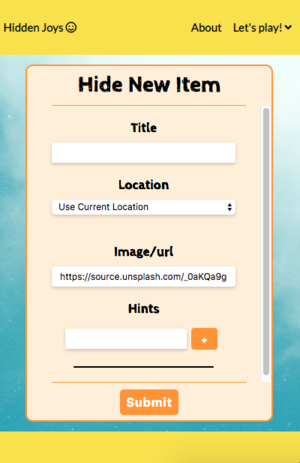 Hidden Joys
About
Let's play!
Hide New Item
Title
Location
Use Current Location
Image/url
https://source.unsplash.com/_0aKQa9g
Hints
+
Submit